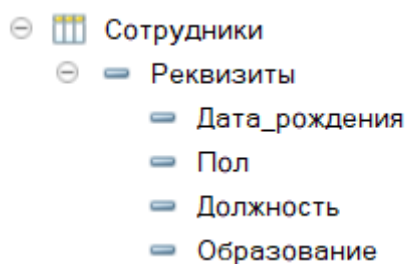 Сотрудники
Реквизиты
Дата_рождения
Пол
Должность
Образование